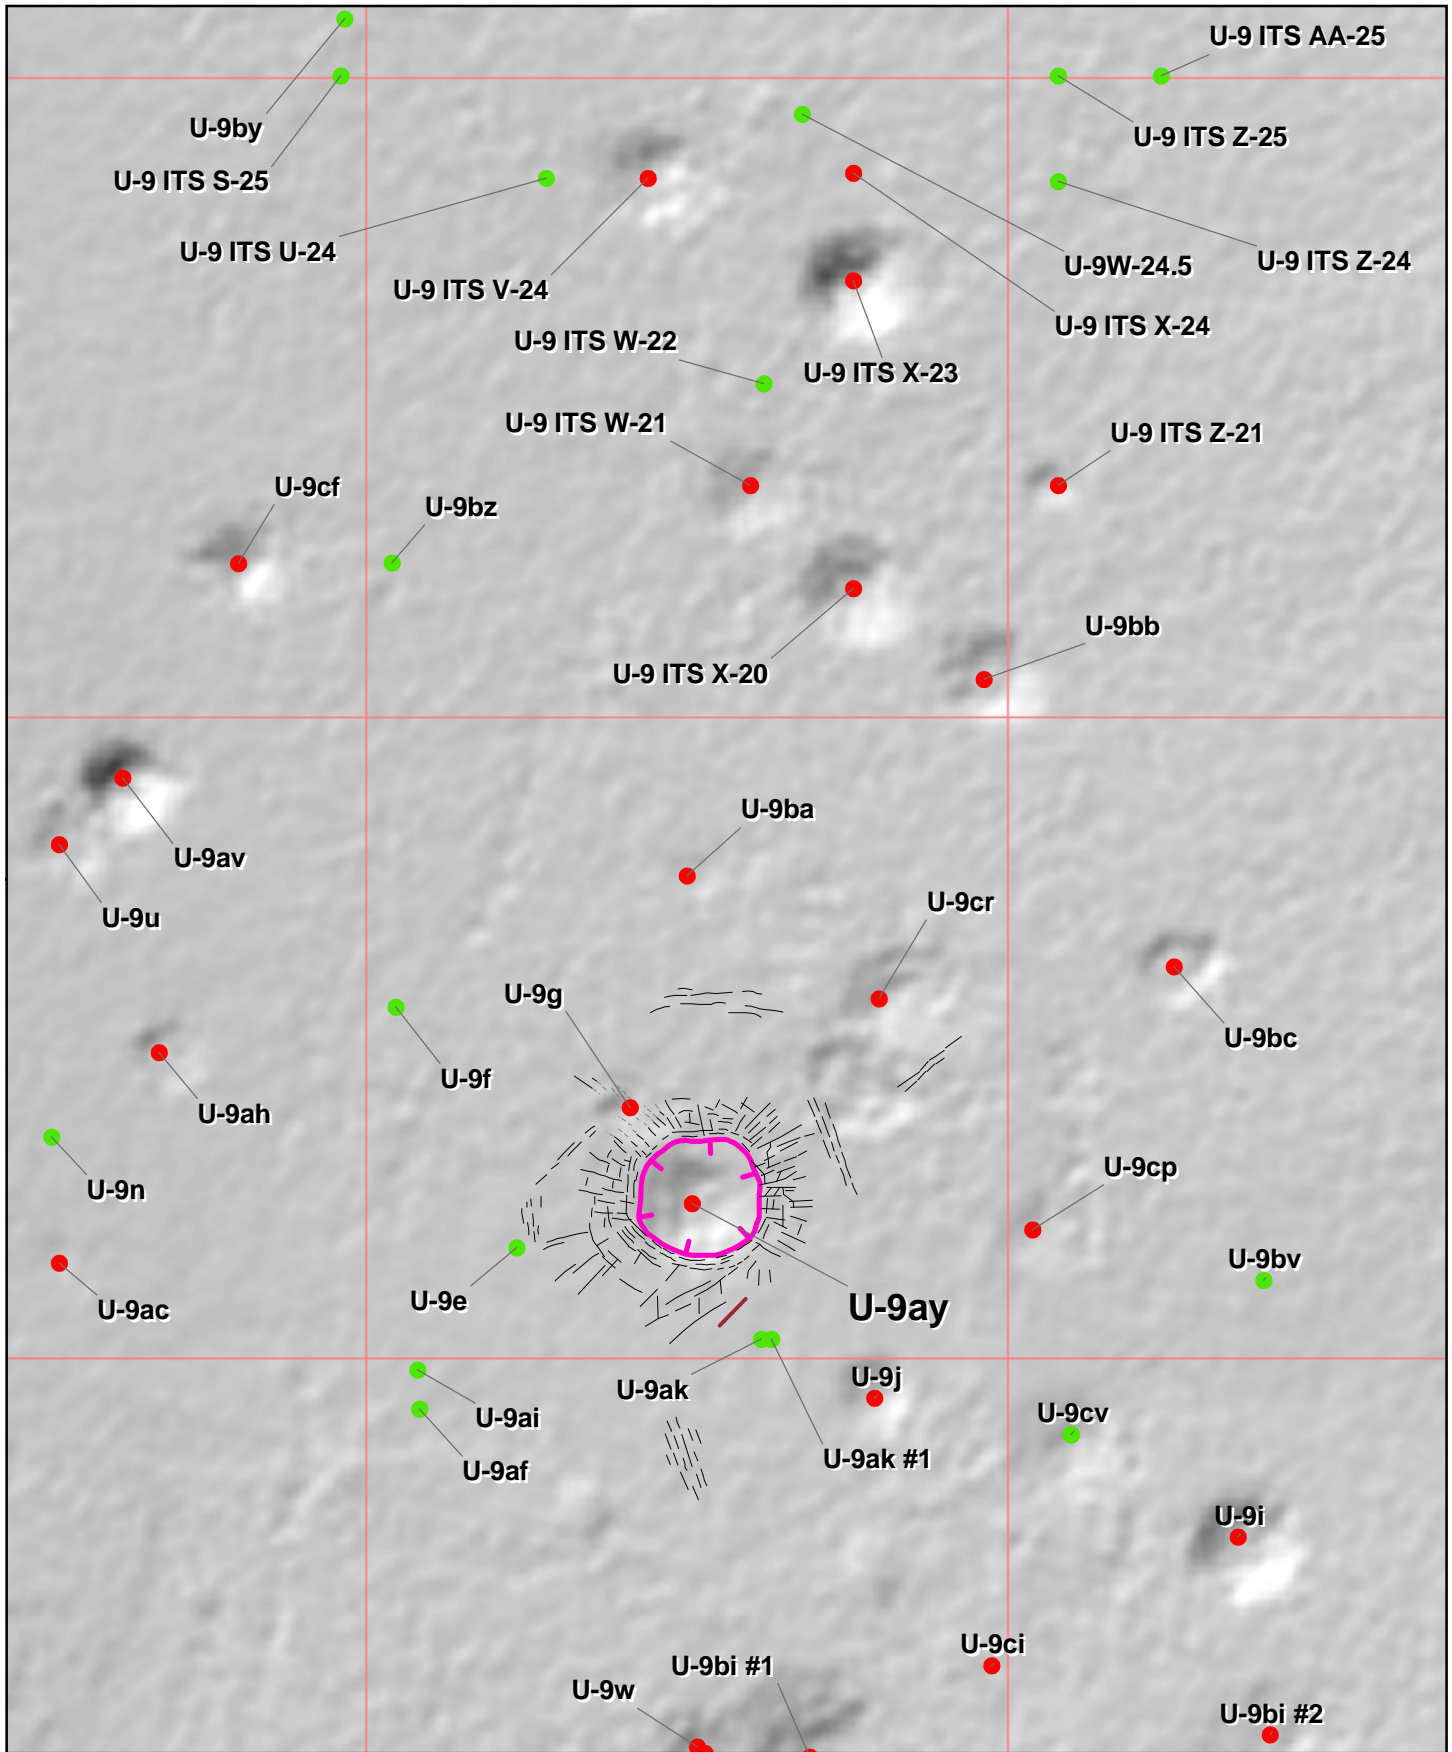 U-9 ITS AA-25
U-9by
U-9 ITS Z-25
U-9 ITS S-25
U-9 ITS U-24
U-9W-24.5
U-9 ITS Z-24
U-9 ITS V-24
U-9 ITS X-24
U-9 ITS W-22
U-9 ITS X-23
U-9 ITS W-21
U-9 ITS Z-21
U-9cf
U-9bz
U-9bb
U-9 ITS X-20
U-9ba
U-9av
U-9cr
U-9u
U-9g
U-9bc
U-9f
U-9ah
U-9cp
U-9n
U-9bv
U-9e
U-9ay
U-9ac
U-9j
U-9ak
U-9cv
U-9ai
U-9ak #1
U-9af
U-9i
U-9ci
U-9bi #1
U-9w
U-9bi #2